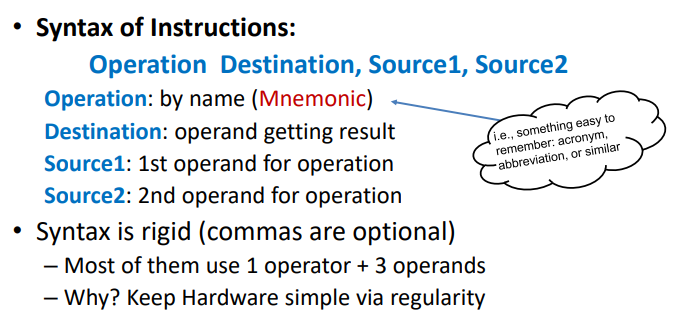 • Syntax of Instructions:
Operation Destination, Source1, Source2
Operation: by name (Mnemonic)
Destination: operand getting result
Source1: 1st operand for operation
Source2: 2nd operand for operation
i.e., something easy to
remember: acronym,
abbreviation, or similar
• Syntax is rigid (commas are optional)
– Most of them use 1 operator + 3 operands
– Why? Keep Hardware simple via regularity